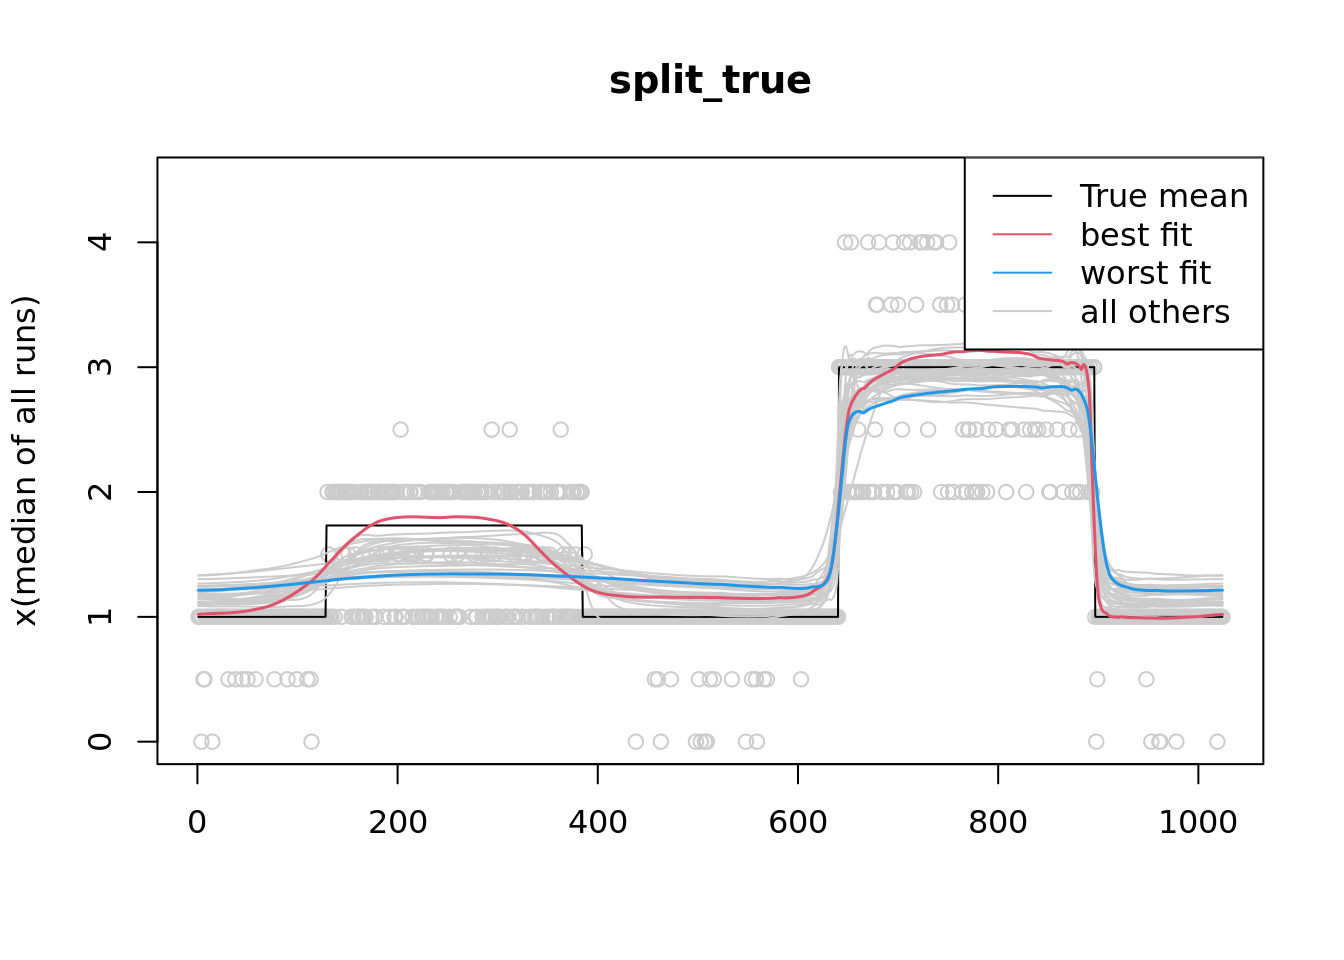 split_true
True mean
best fit
worst fit
all others
x(median of all runs)
4
3
2
1
0
0 200 400 600 800 1000